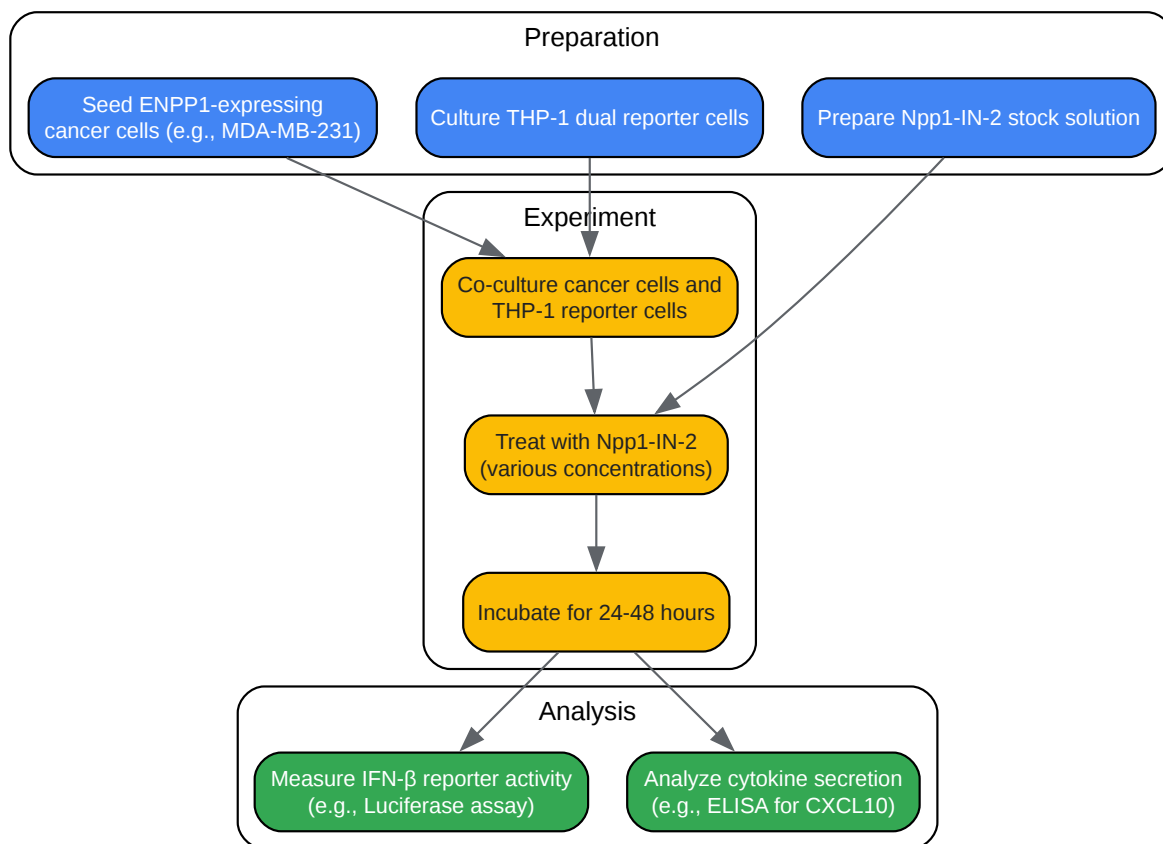 Preparation
Seed ENPP1-expressing
cancer cells (e.g., MDA-MB-231)
Culture THP-1 dual reporter cells
Prepare Npp1-IN-2 stock solution
Experiment
Co-culture cancer cells and
THP-1 reporter cells
Treat with Npp1-IN-2
(various concentrations)
Incubate for 24-48 hours
Analysis
Measure IFN-β reporter activity
(e.g., Luciferase assay)
Analyze cytokine secretion
(e.g., ELISA for CXCL10)